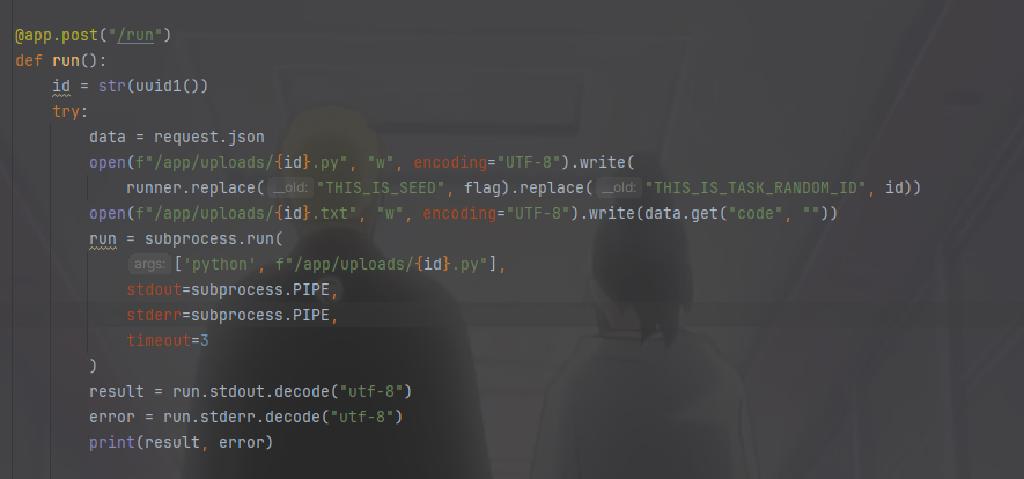 @app.post("/run")
def run():
    id = str(uuid1())
    try:
        data = request.json
        open(f"/app/uploads/{id}.py", "w", encoding="UTF-8").write(
            runner.replace( __old: "THIS_IS_SEED", flag).replace( __old: "THIS_IS_TASK_RANDOM_ID", id))
        open(f"/app/uploads/{id}.txt", "w", encoding="UTF-8").write(data.get("code", ""))
        run = subprocess.run(
            args: ['python', f"/app/uploads/{id}.py"],
            stdout=subprocess.PIPE,
            stderr=subprocess.PIPE,
            timeout=3
        )
        result = run.stdout.decode("utf-8")
        error = run.stderr.decode("utf-8")
        print(result, error)